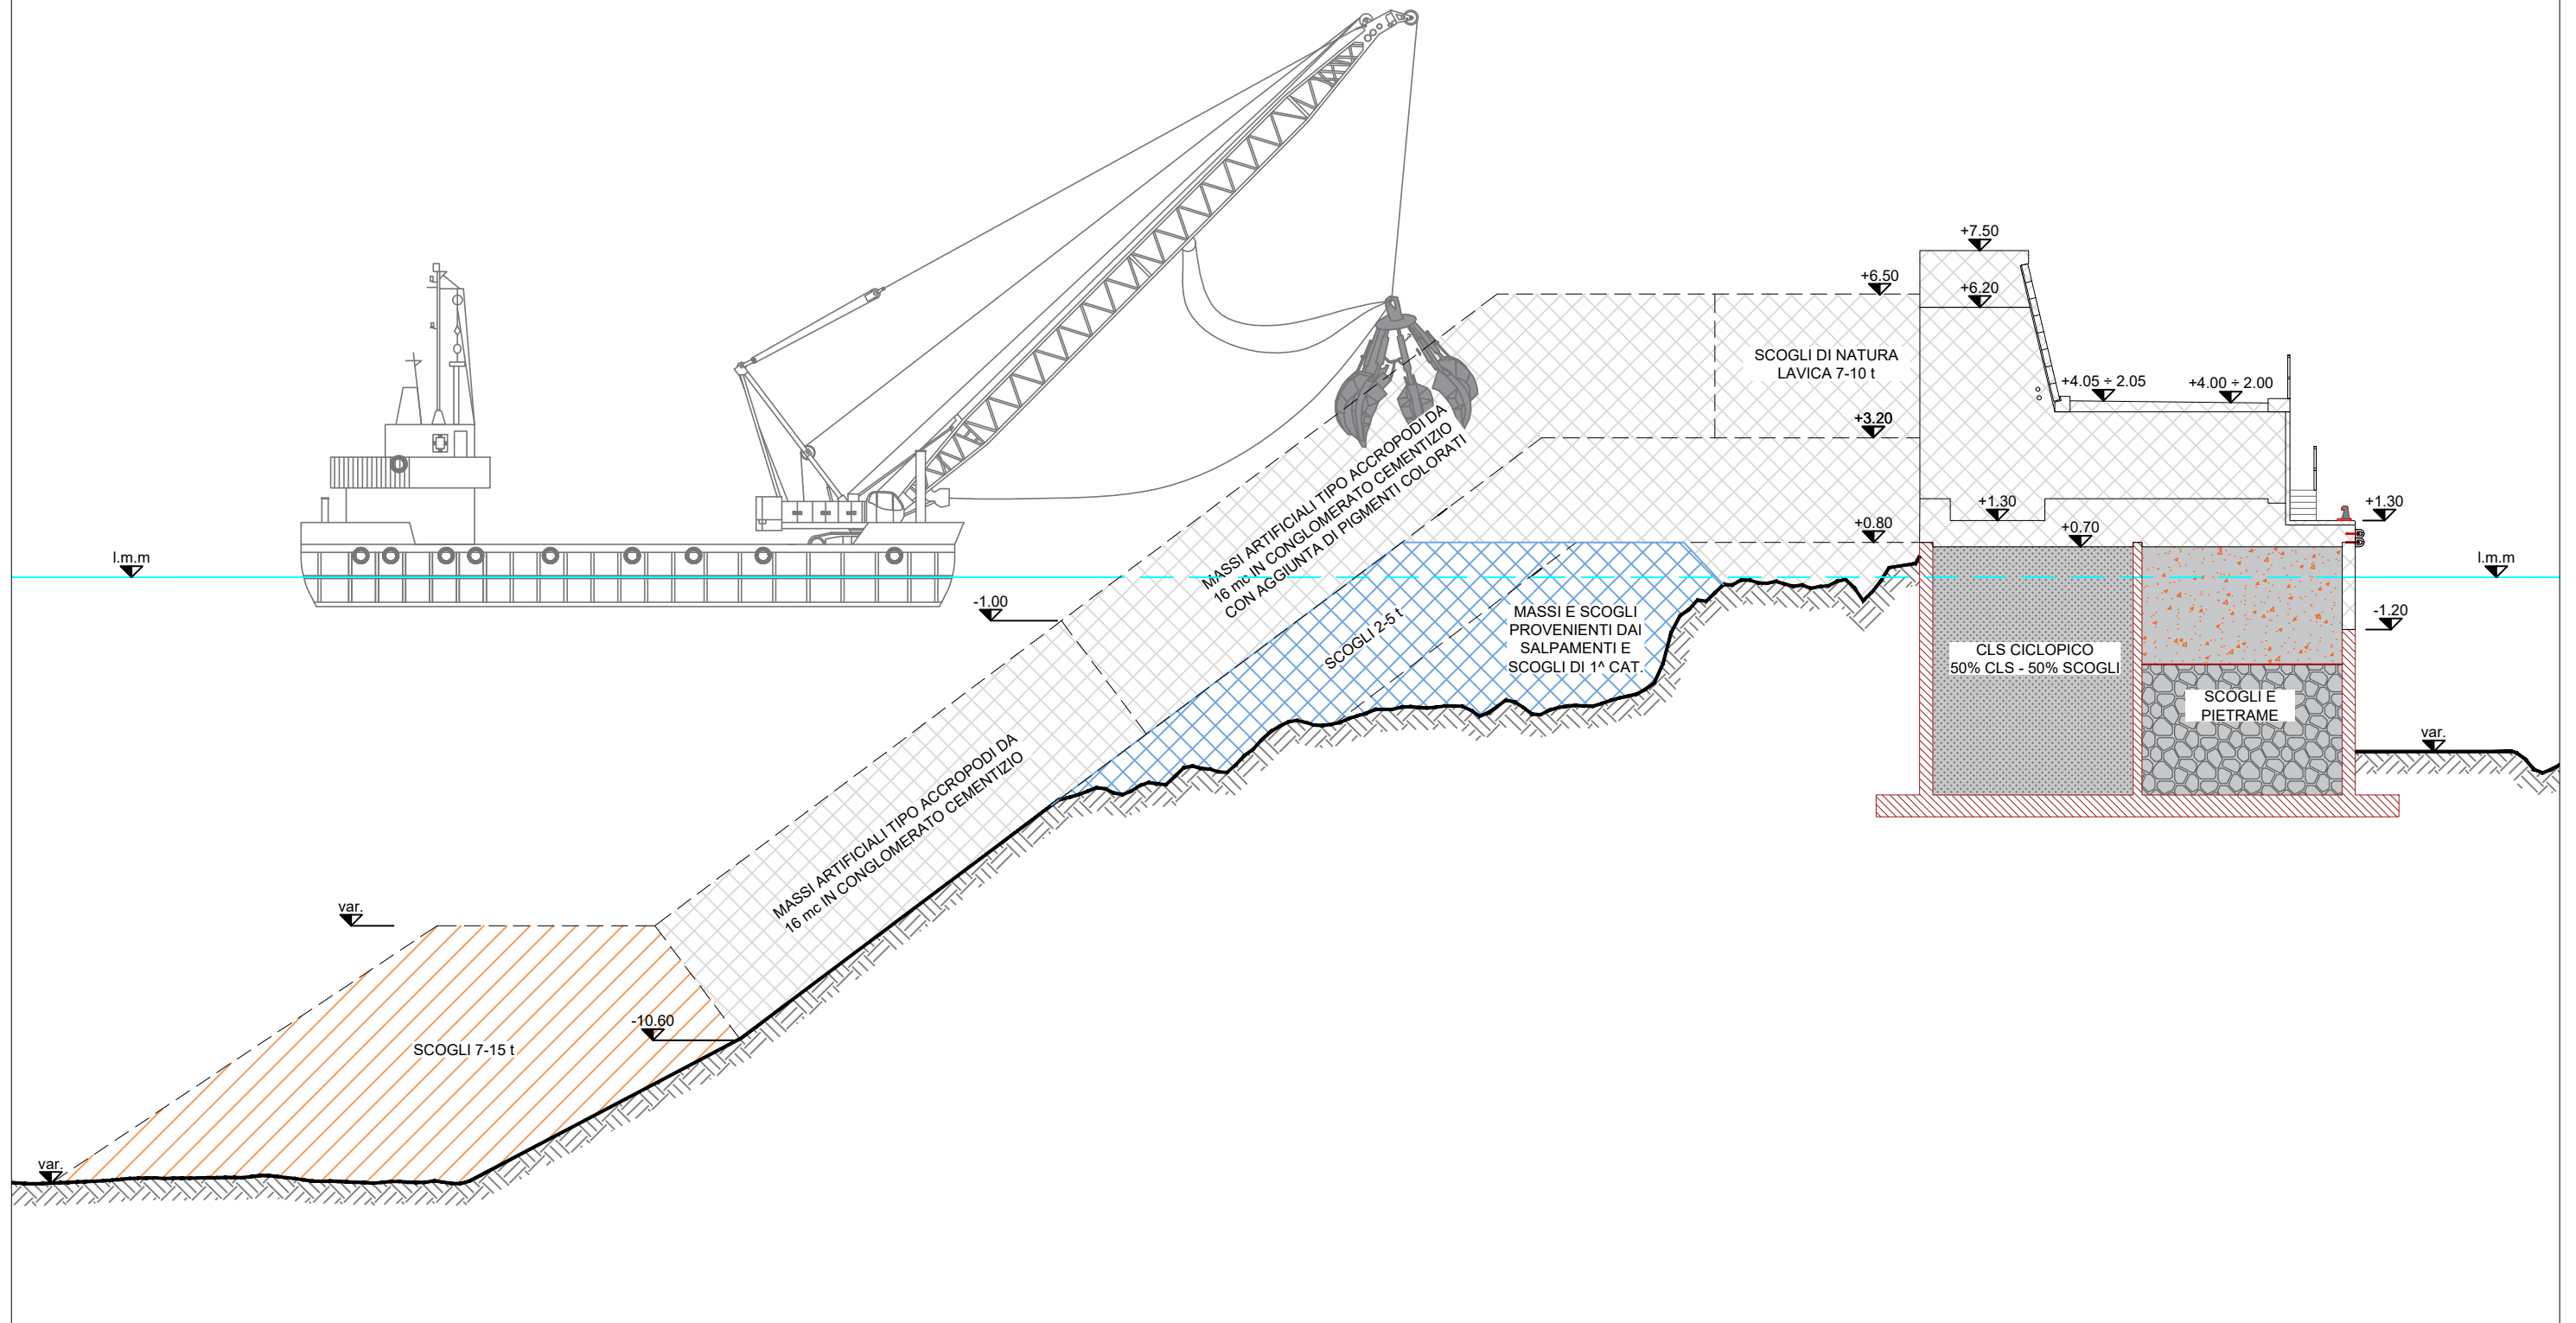 +7.50
+6.50
+6.20
SCOGLI DI NATURA
LAVICA 7-10 t
+4.05 ÷ 2.05
+4.00 ÷ 2.00
+3.20
MASSI ARTIFICIALI TIPO ACCROPODI DA
16 mc IN CONGLOMERATO CEMENTIZIO
CON AGGIUNTA DI PIGMENTI COLORATI
+1.30
+1.30
+0.80
+0.70
l.m.m
l.m.m
-1.00
-1.20
SCOGLI 2-5 t
MASSI E SCOGLI
PROVENIENTI DAI
SALPAMENTI E
SCOGLI DI 1^ CAT.
CLS CICLOPICO
50% CLS - 50% SCOGLI
SCOGLI E
PIETRAME
var.
MASSI ARTIFICIALI TIPO ACCROPODI DA
16 mc IN CONGLOMERATO CEMENTIZIO
var.
-10.60
SCOGLI 7-15 t
var.